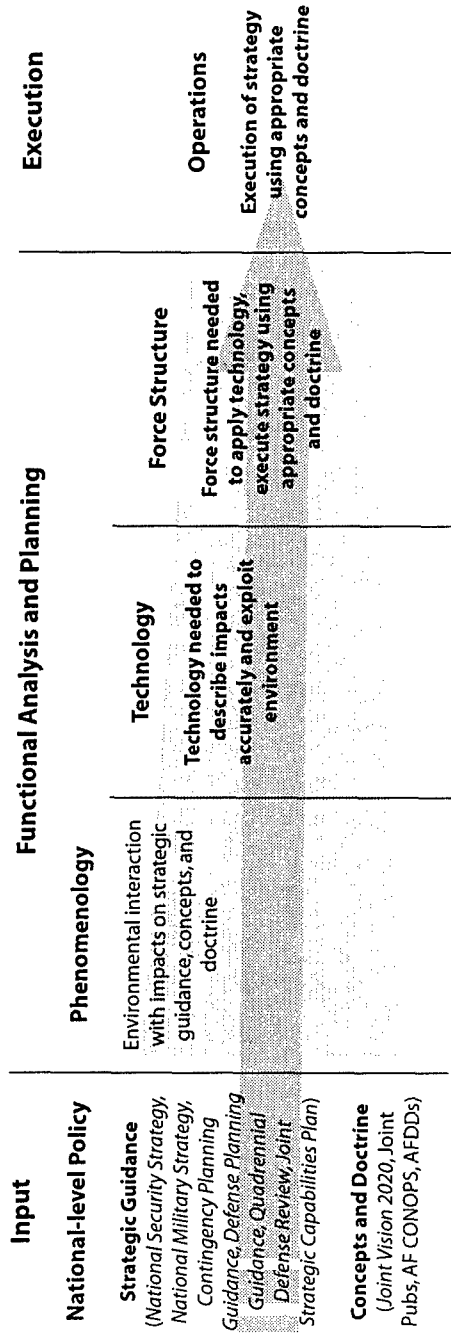 Input
Functional Analysis and Planning
Execution
National-level Policy
Strategic Guidance
(National Security Strategy,
National Military Strategy,
Contingency Planning
Guidance, Defense Planning
Guidance, Quadrennial
Defense Review, Joint
Strategic Capabilities Plan)
Concepts and Doctrine
(Joint Vision 2020, Joint
Pubs, AF CONOPS, AFDDs)
Phenomenology
Environmental interaction
with impacts on strategic
guidance, concepts, and
doctrine
Technology
Technology needed to
describe impacts
accurately and exploit
environment
Force Structure
Force structure needed
to apply technology,
execute strategy using
appropriate concepts
and doctrine
Operations
Execution of strategy
using appropriate
concepts and doctrine